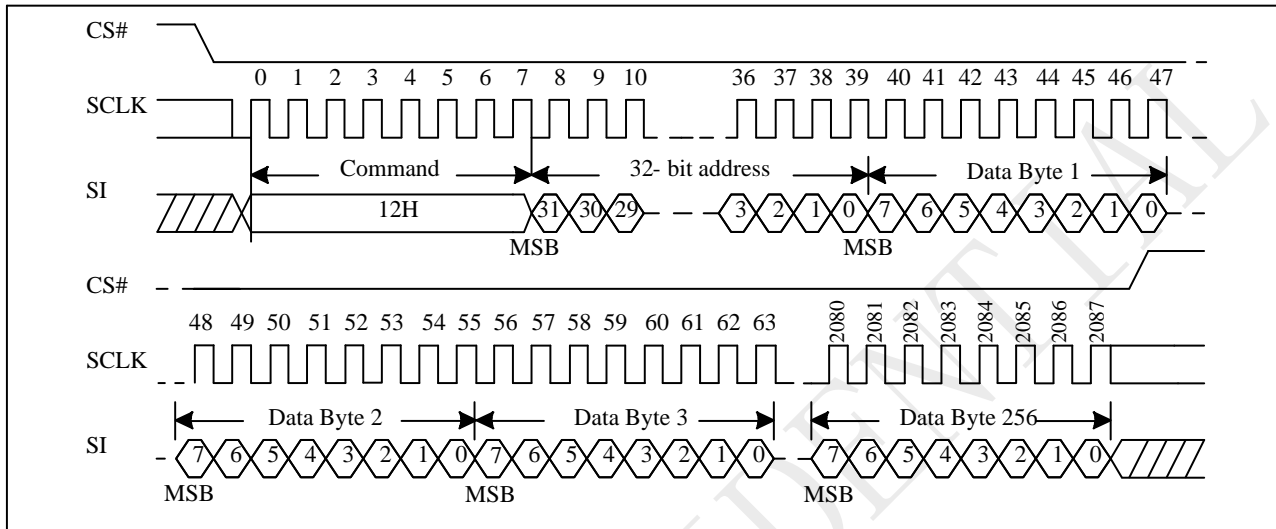 CS#
0 1 2 3 4 5 6 7 8 9 10 36 37 38 39 40 41 42 43 44 45 46 47
SCLK
Command 32- bit address Data Byte 1
SI
12H 31 30 29 3 2 1 0 7 6 5 4 3 2 1 0
MSB MSB
CS#
48 49 50 51 52 53 54 55 56 57 58 59 60 61 62 63 2080 2081 2082 2083 2084 2085 2086 2087
SCLK
Data Byte 2 Data Byte 3 Data Byte 256
SI
7 6 5 4 3 2 1 0 7 6 5 4 3 2 1 0 7 6 5 4 3 2 1 0
MSB MSB MSB
DENTIAL